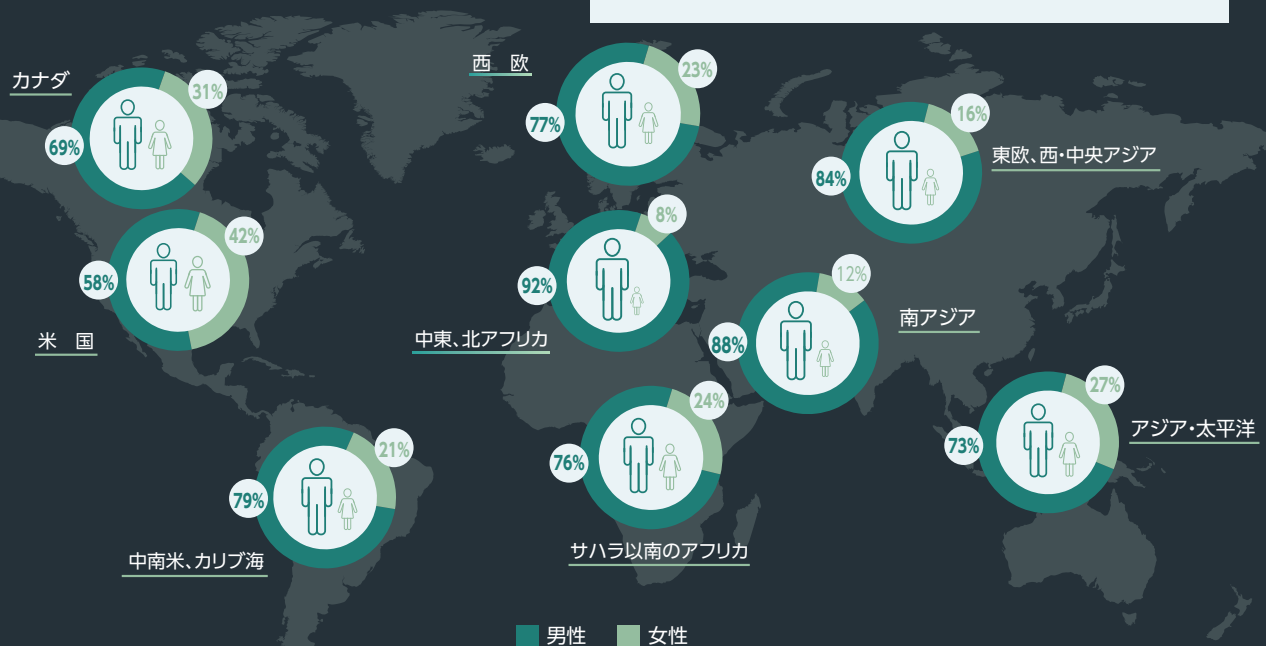 カナダ
31%
69%
西　欧
23%
77%
16%
84%
東欧、西・中央アジア
42%
58%
米　国
8%
92%
中東、北アフリカ
12%
88%
南アジア
21%
79%
中南米、カリブ海
24%
76%
サハラ以南のアフリカ
27%
73%
アジア・太平洋
男性
女性